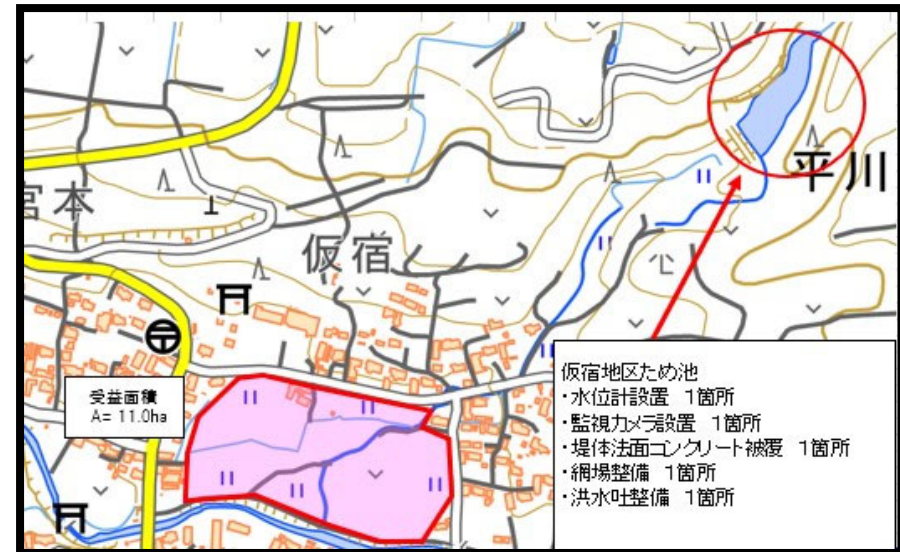 平川
宮本
仮宿
受益面積
A= 11.0ha
仮宿地区ため池
・水位計設置 1箇所
・監視カメラ設置 1箇所
・堤体法面コンクリート被覆 1箇所
・網場整備 1箇所
・洪水吐整備 1箇所